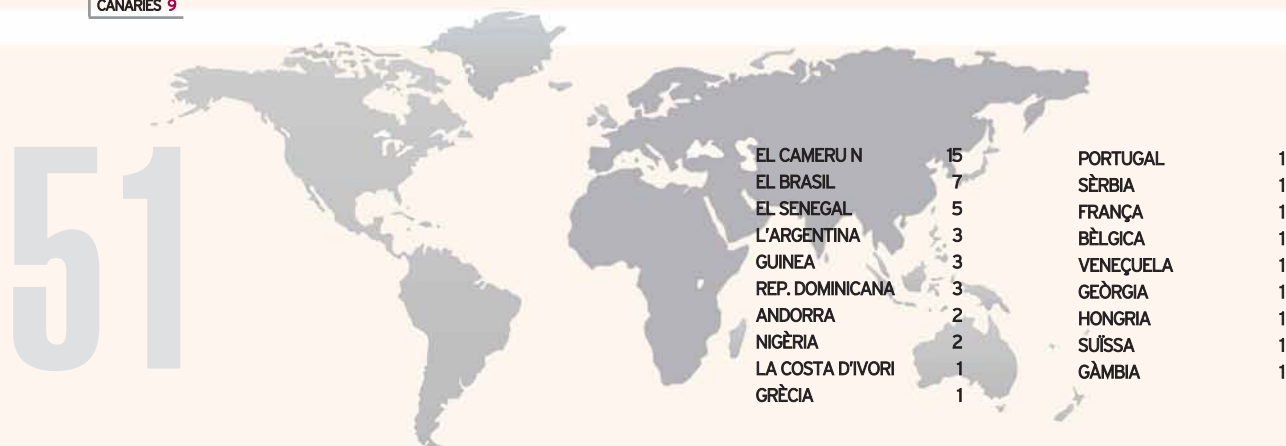 CANÀRIES 9
51
EL CAMERU N 15
EL BRASIL 7
EL SENEGAL 5
L'ARGENTINA 3
GUINEA 3
REP. DOMINICANA 3
ANDORRA 2
NIGÈRIA 2
LA COSTA D'IVORI 1
GRÈCIA 1
PORTUGAL 1
SÈRBIA 1
FRANÇA 1
BÈLGICA 1
VENEÇUELA 1
GEÒRGIA 1
HONGRIA 1
SUÏSSA 1
GÀMBIA 1